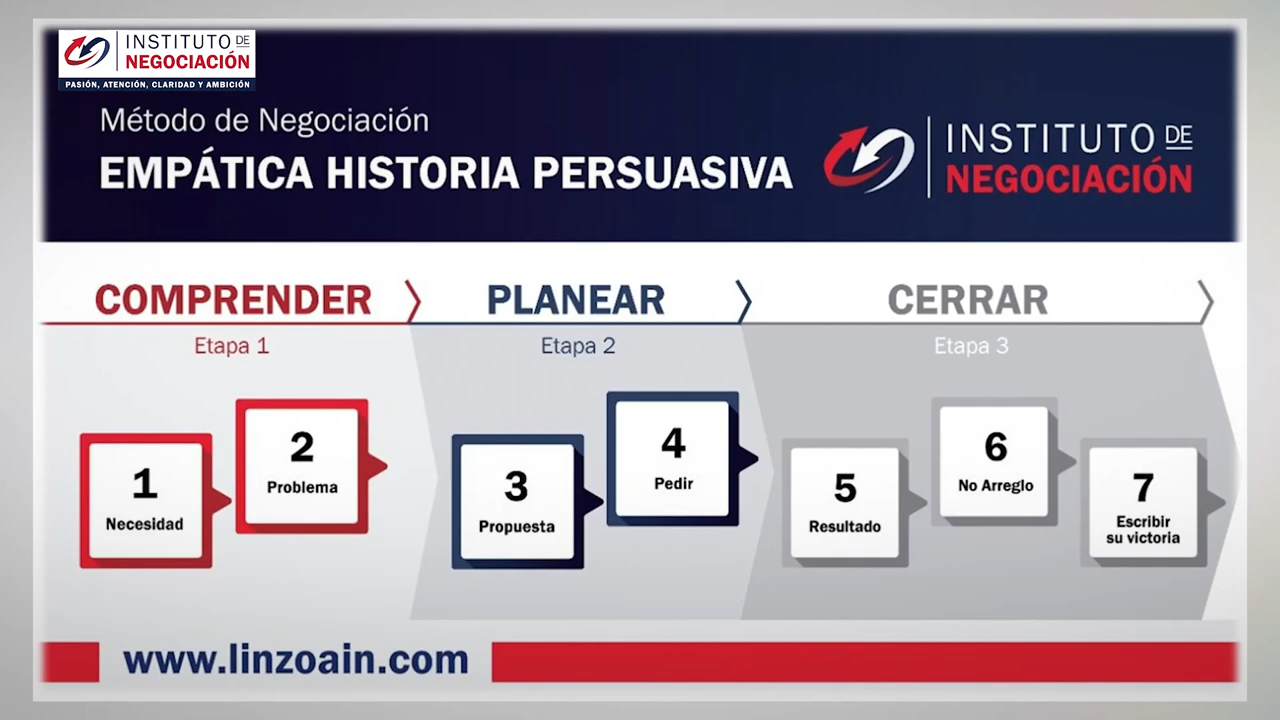 INSTITUTO DE
NEGOCIACIÓN
PASIÓN, ATENCIÓN, CLARIDAD Y AMBICIÓN
Método de Negociación
EMPÁTICA HISTORIA PERSUASIVA
INSTITUTO DE
NEGOCIACIÓN
COMPRENDER
Etapa 1
PLANEAR
Etapa 2
CERRAR
Etapa 3
1
Necesidad
2
Problema
3
Propuesta
4
Pedir
5
Resultado
6
No Arreglo
7
Escribir
su victoria
www.linzoain.com